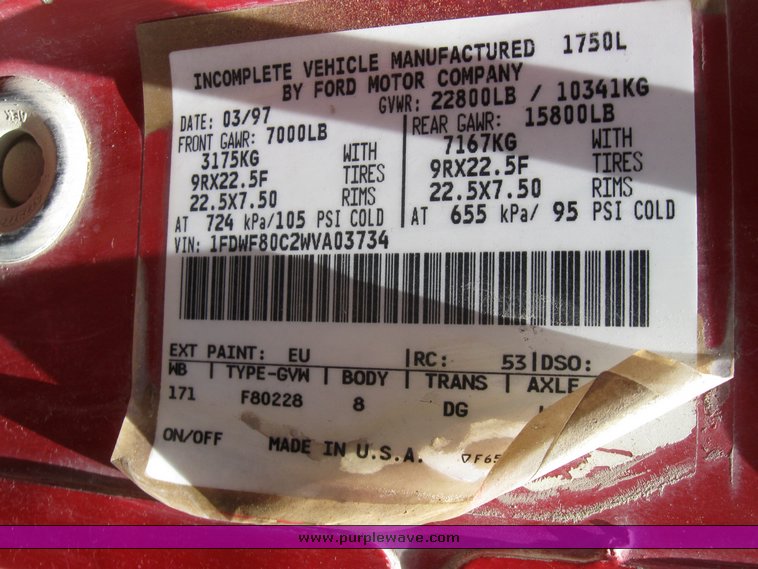 INCOMPLETE VEHICLE MANUFACTURED 1750L
BY FORD MOTOR COMPANY
GVWR: 22800LB / 10341KG
DATE: 03/97
FRONT GAWR: 7000LB
3175KG WITH
9RX22.5F TIRES
22.5X7.50 RIMS
AT 724 kPa/105 PSI COLD
REAR GAWR: 15800LB
7167KG WITH
9RX22.5F TIRES
22.5X7.50 RIMS
AT 655 kPa/ 95 PSI COLD
VIN: 1FDWF80C2WVA03734
EXT PAINT: EU |RC: 53|DSO:
WB | TYPE-GVW | BODY | TRANS | AXLE
171 F80228 8 DG
ON/OFF MADE IN U.S.A. ▽F65
www.purplewave.com